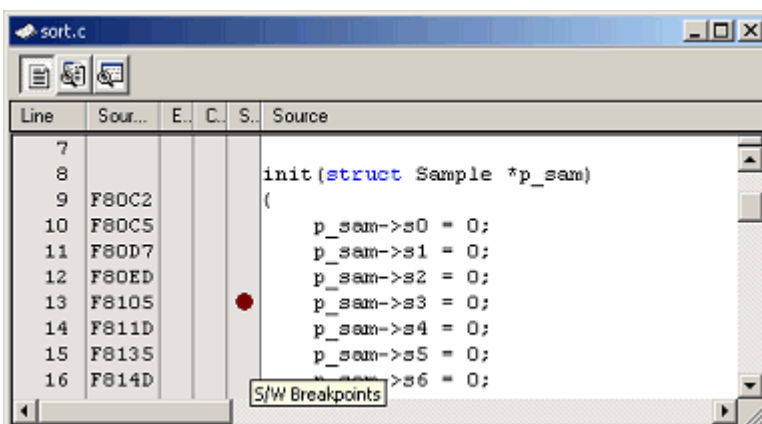 sort.c
Line Sour... E.. C.. S.. Source
7
8 init(struct Sample *p_sam)
9 F80C2 {
10 F80C5 p_sam->s0 = 0;
11 F80D7 p_sam->s1 = 0;
12 F80ED p_sam->s2 = 0;
13 F8105 p_sam->s3 = 0;
14 F811D p_sam->s4 = 0;
15 F8135 p_sam->s5 = 0;
16 F814D >s6 = 0;
S/W Breakpoints